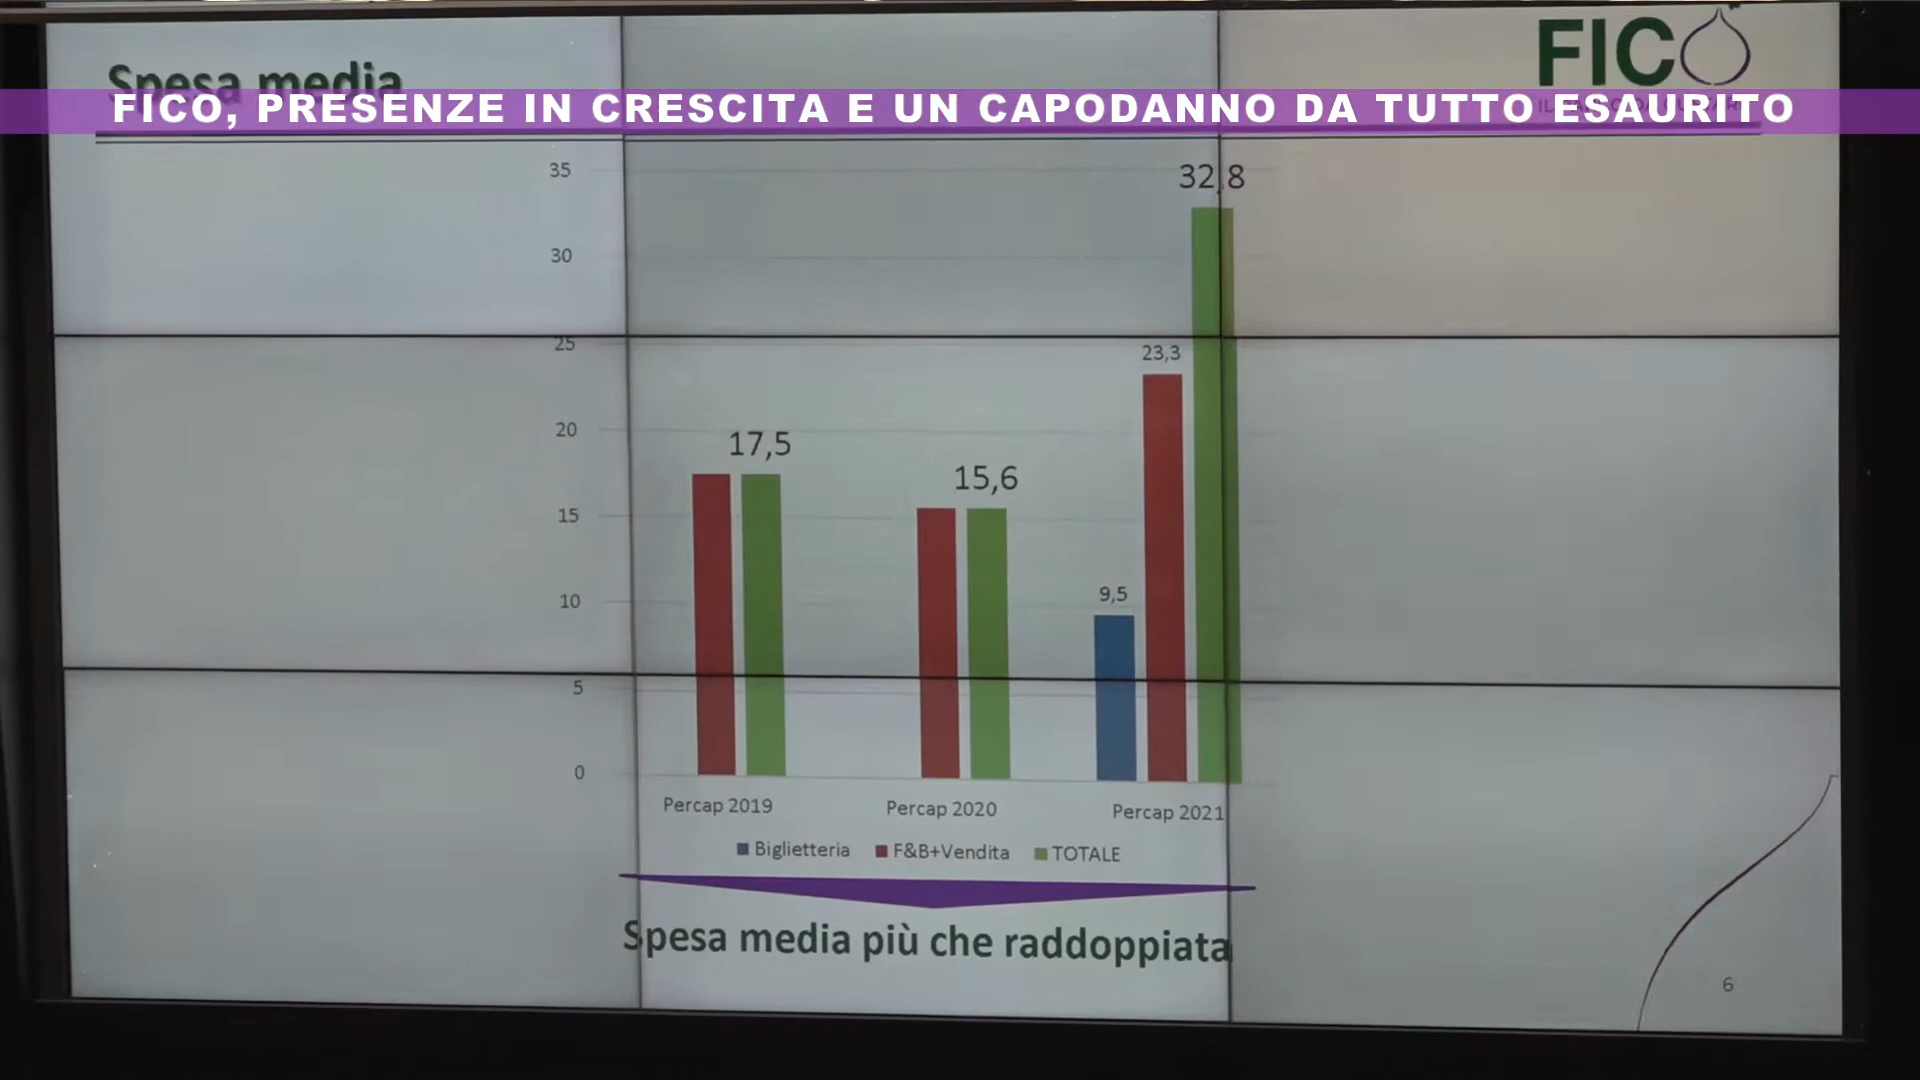 Spesa media
FICO
FICO, PRESENZE IN CRESCITA E UN CAPODANNO DA TUTTO ESAURITO
35
30
25
20
15
10
5
0
17,5
15,6
9,5
23,3
32,8
Percap 2019
Percap 2020
Percap 2021
Biglietteria F&B+Vendita TOTALE
Spesa media più che raddoppiata
6